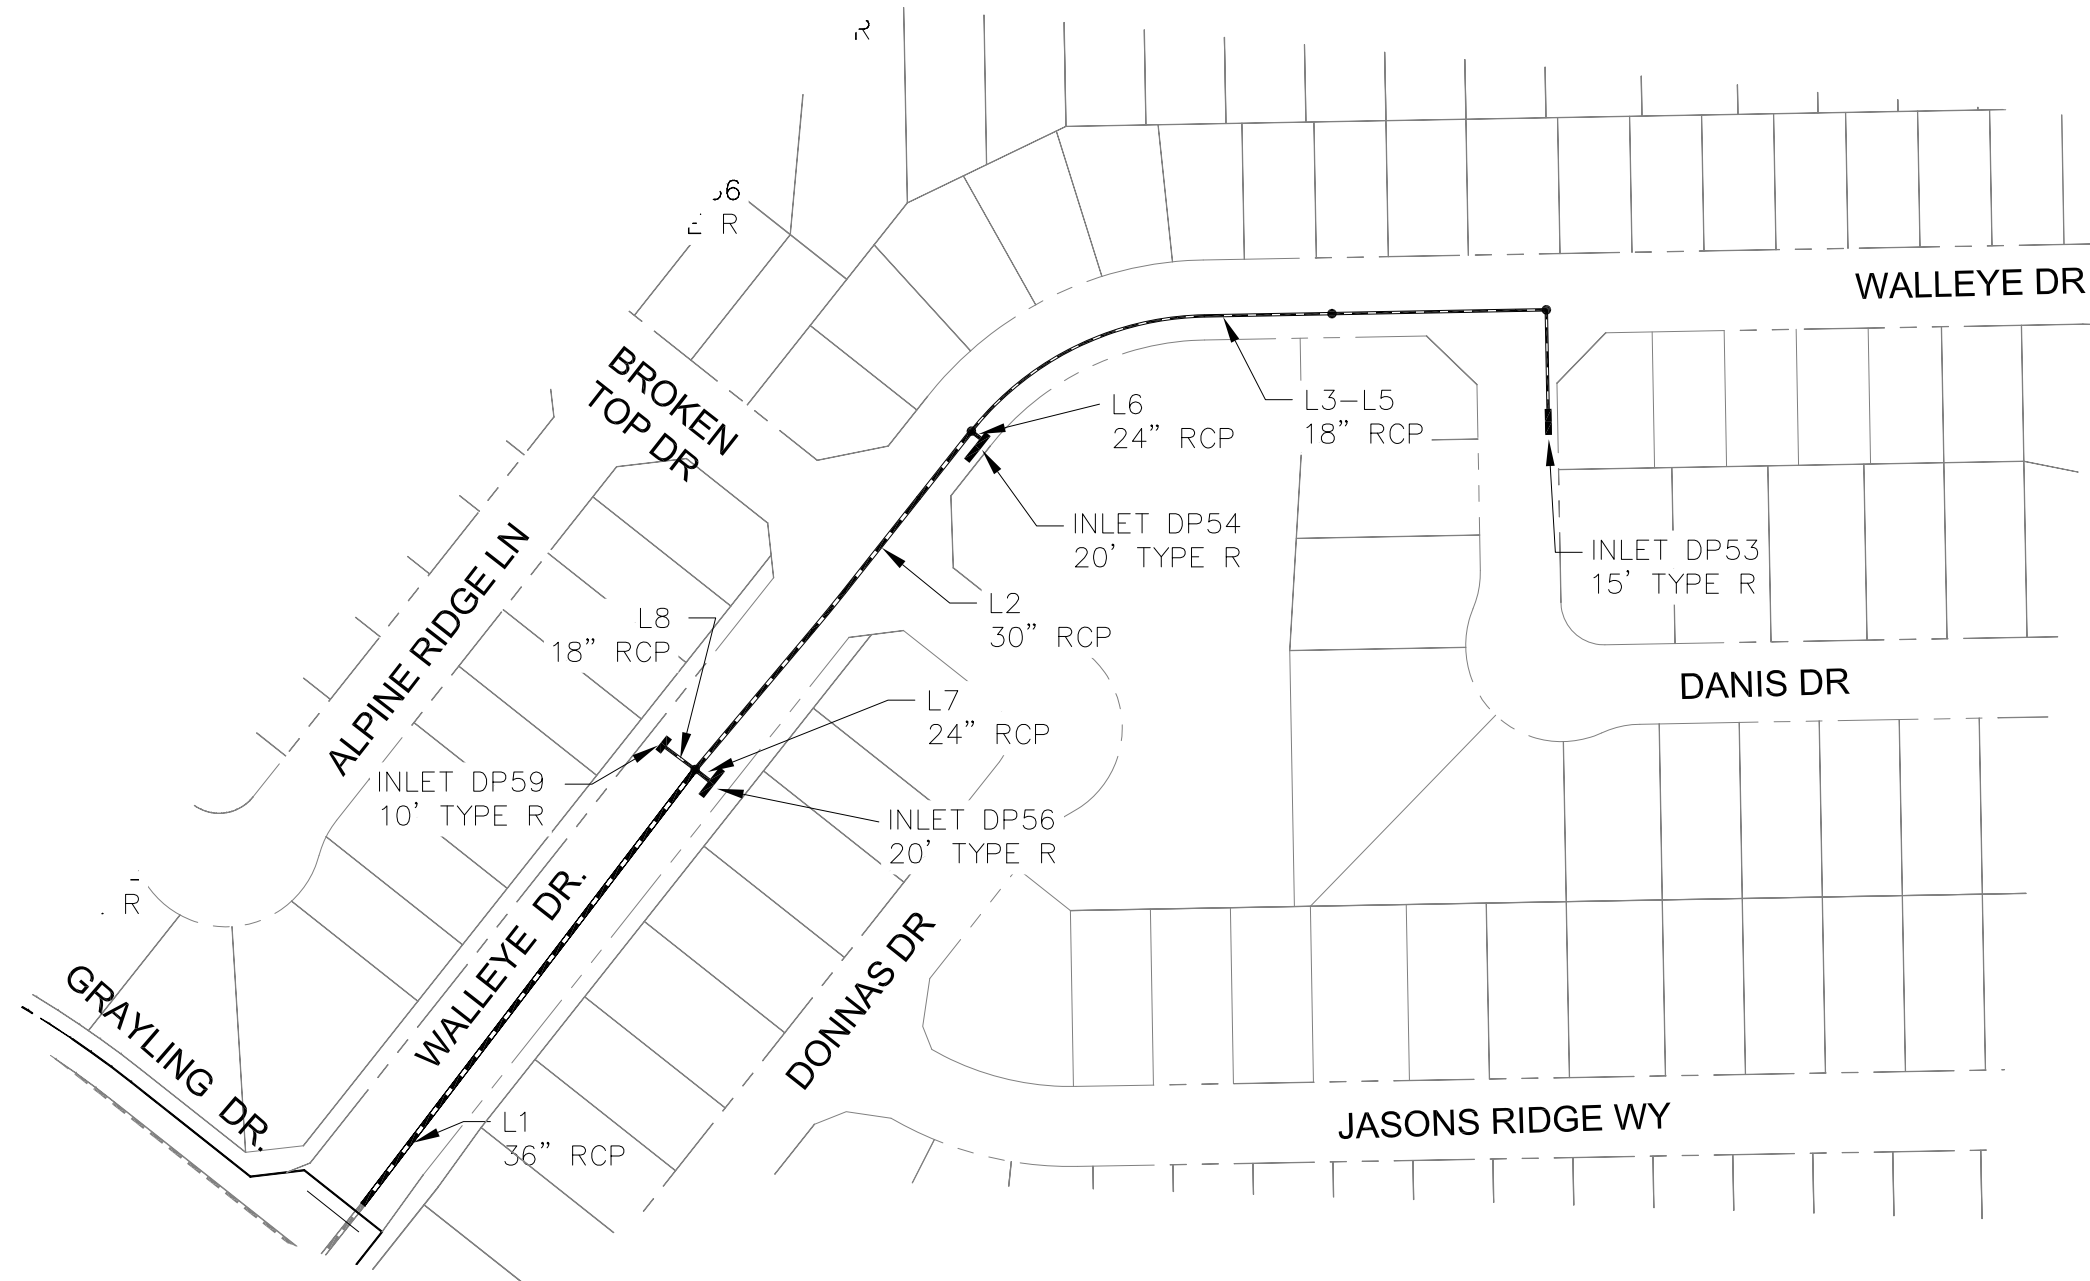 R
6
R
WALLEYE DR
BROKEN
TOP DR
L6
24” RCP
L3-L5
18” RCP
INLET DP54
20’ TYPE R
INLET DP53
15’ TYPE R
ALPINE RIDGE LN
L8
18” RCP
L2
30” RCP
DANIS DR
L7
24” RCP
INLET DP59
10’ TYPE R
INLET DP56
20’ TYPE R
R
WALLEYE DR.
DONNAS DR
GRAYLING DR.
L1
36” RCP
JASONS RIDGE WY